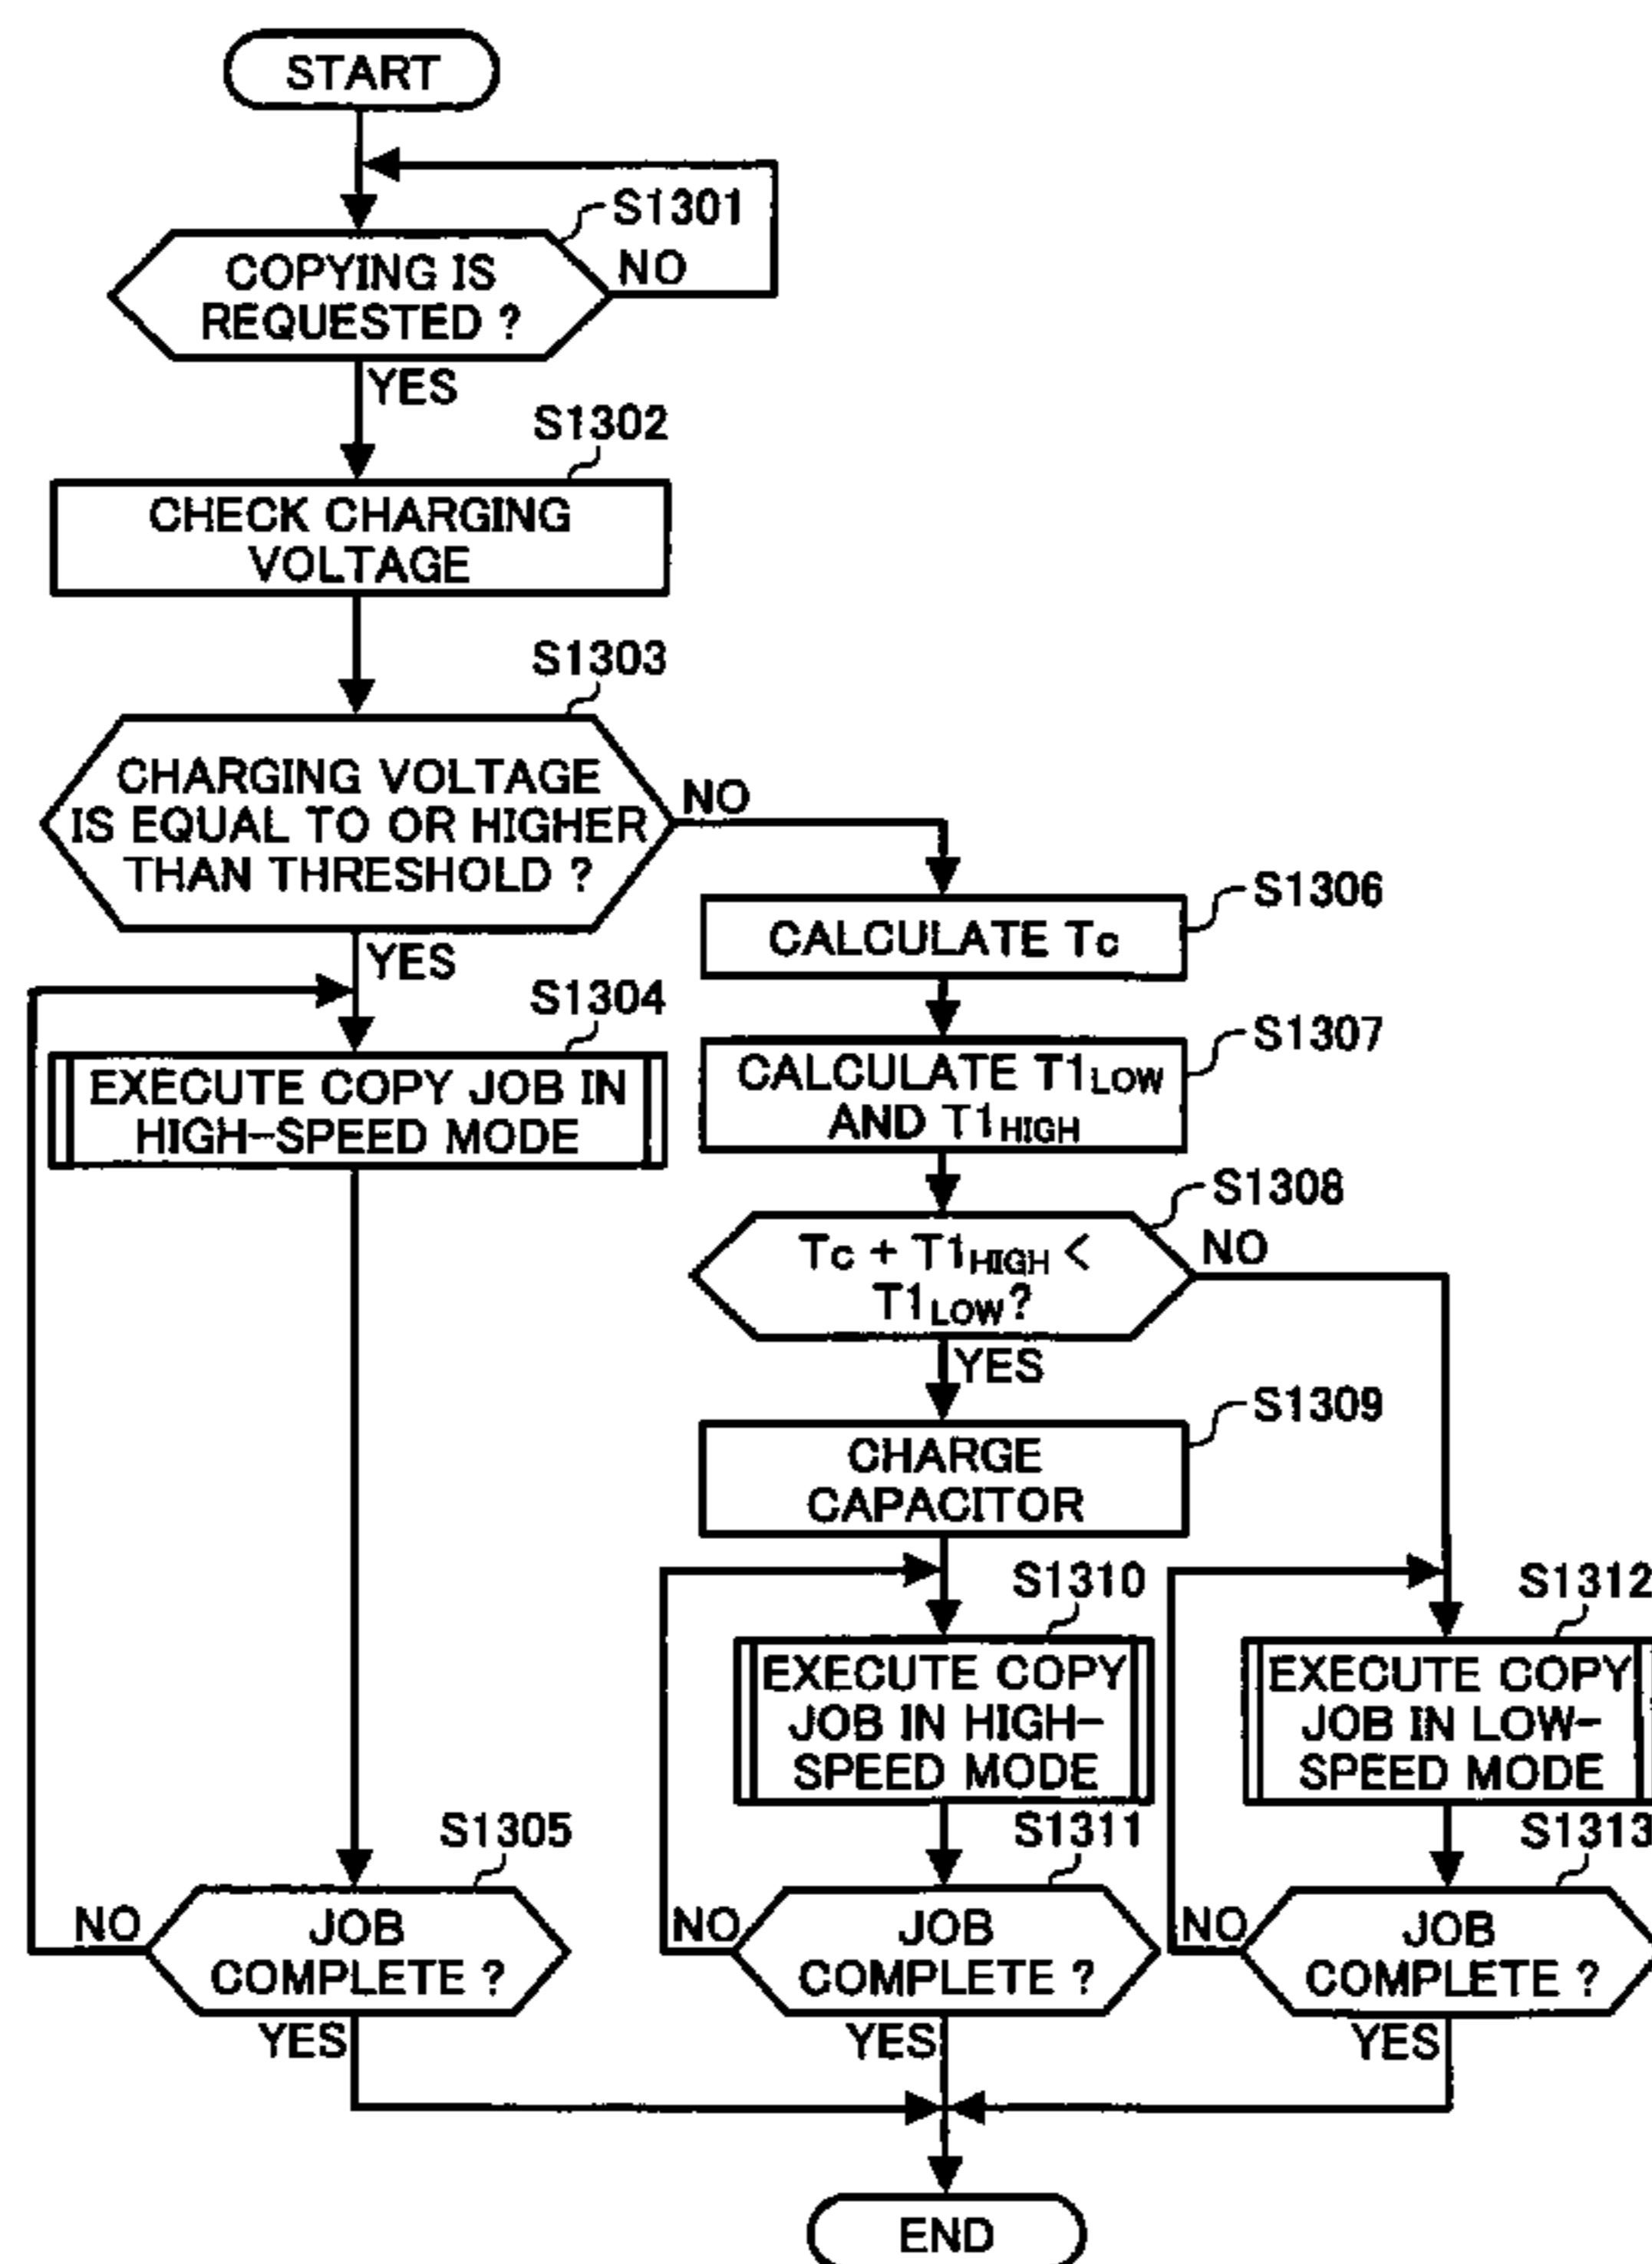 START
S1301
COPYING IS
REQUESTED ?
NO
YES
S1302
CHECK CHARGING
VOLTAGE
S1303
CHARGING VOLTAGE
IS EQUAL TO OR HIGHER
THAN THRESHOLD ?
NO
YES
S1304
EXECUTE COPY JOB IN
HIGH-SPEED MODE
S1305
JOB
COMPLETE ?
NO
YES
S1306
CALCULATE Tc
S1307
CALCULATE T1LOW
AND T1HIGH
S1308
Tc + T1HIGH <
T1LOW?
NO
YES
S1309
CHARGE
CAPACITOR
S1310
EXECUTE COPY
JOB IN HIGH-
SPEED MODE
S1311
JOB
COMPLETE ?
NO
YES
S1312
EXECUTE COPY
JOB IN LOW-
SPEED MODE
S1313
JOB
COMPLETE ?
NO
YES
END